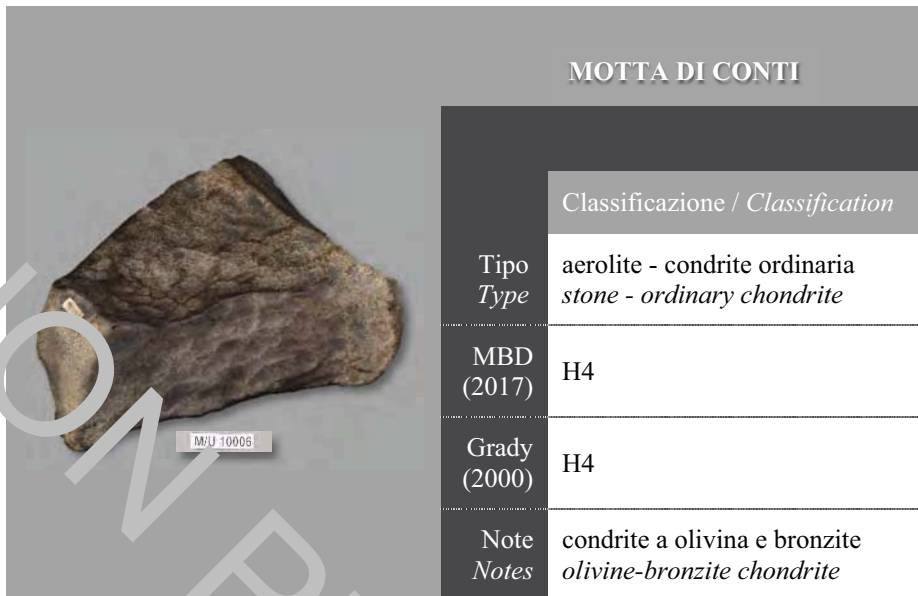 MOTTA DI CONTI
Classificazione / Classification
Tipo
Type
aerolite - condrite ordinaria
stone - ordinary chondrite
MBD
(2017)
H4
Grady
(2000)
H4
Note
Notes
condrite a olivina e bronzite
olivine-bronzite chondrite
M/U 10006